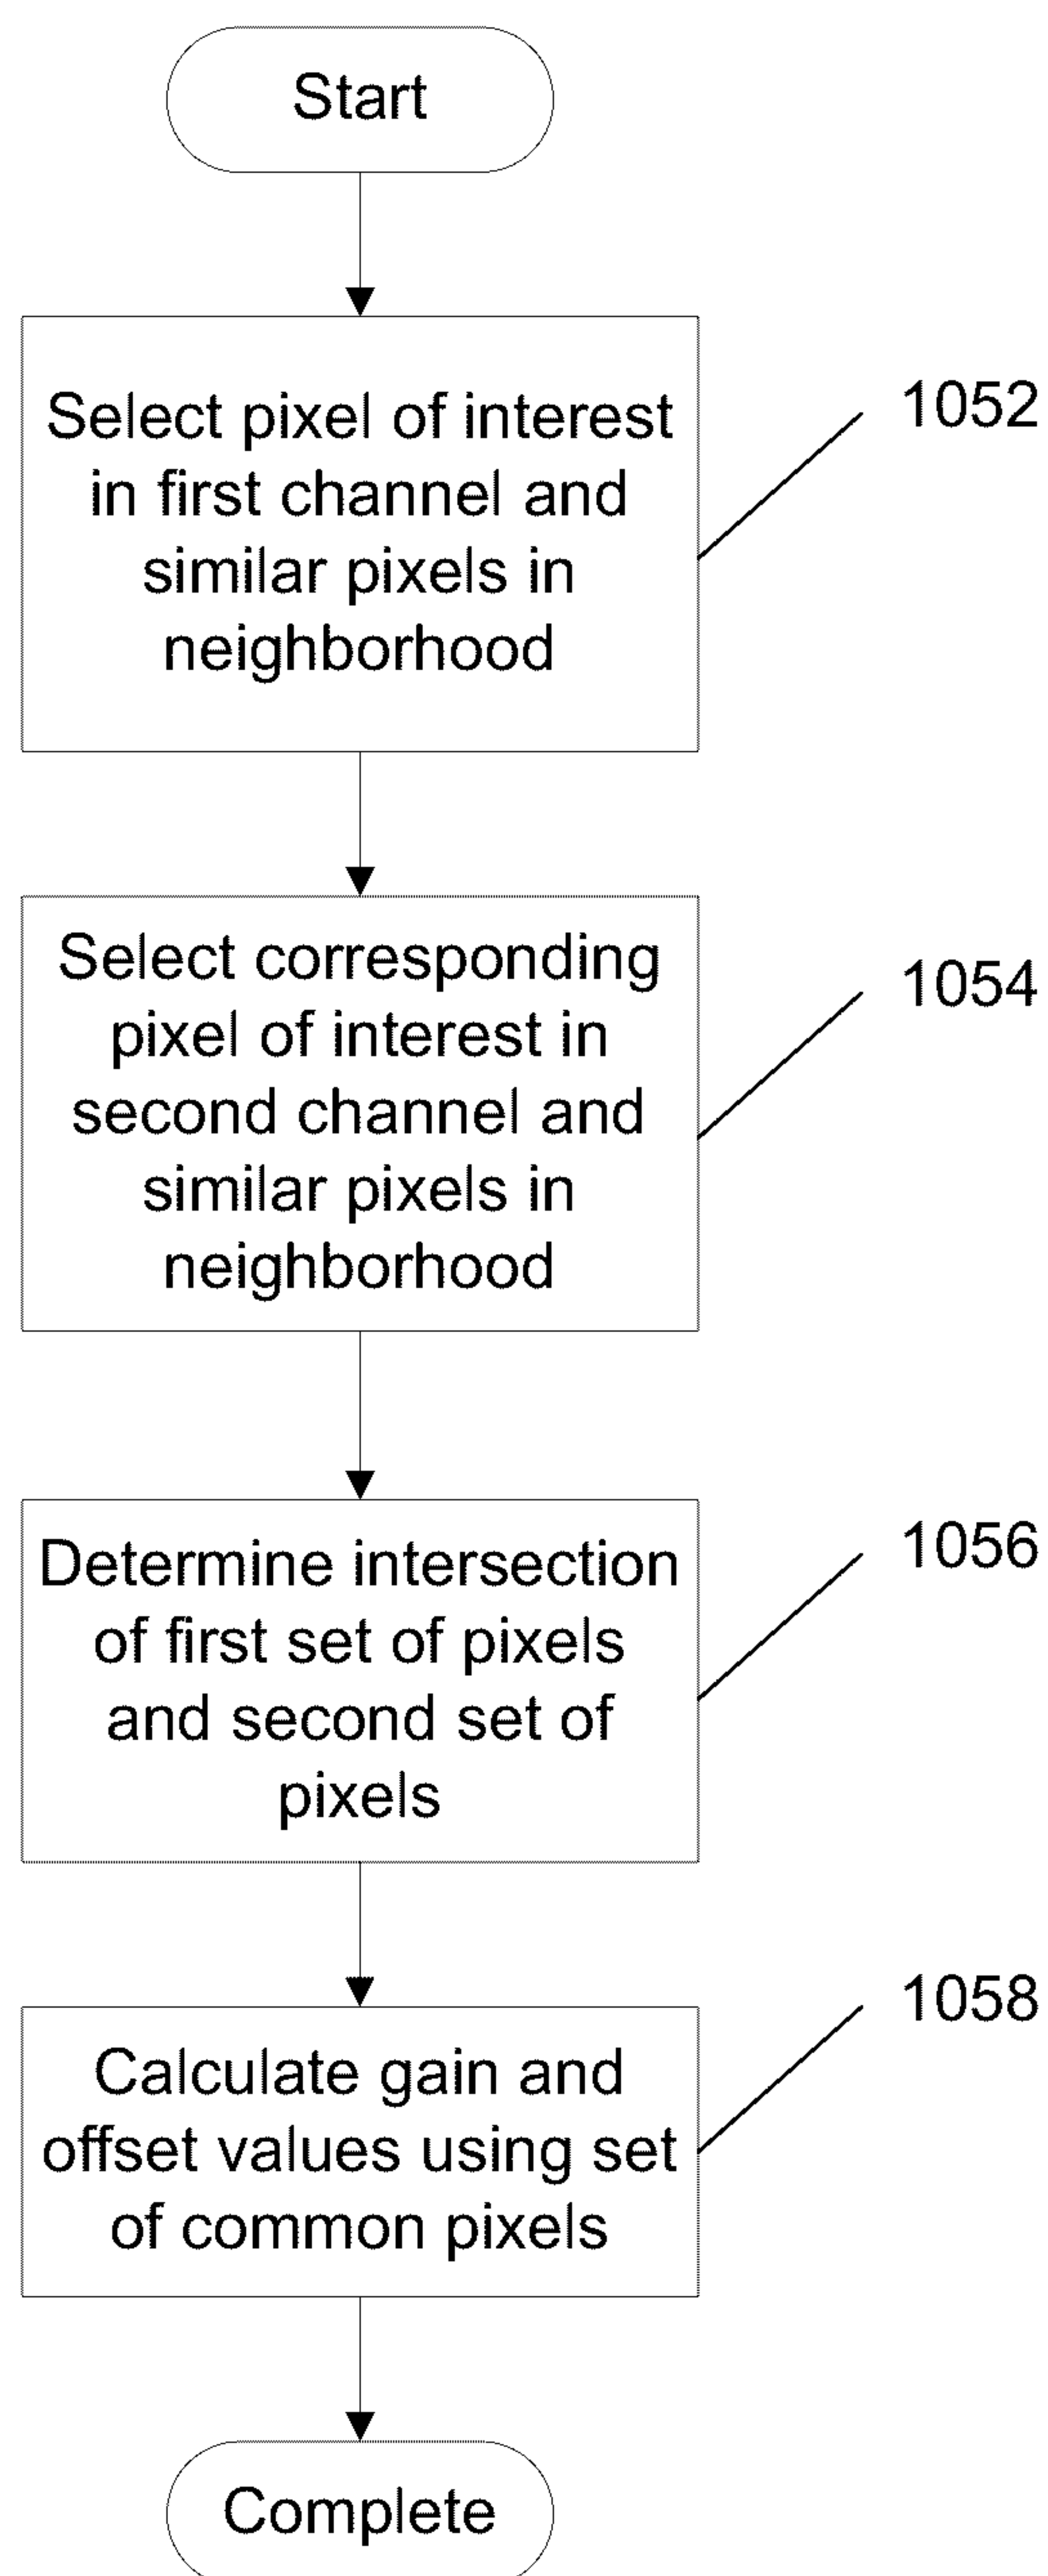 Start
Select pixel of interest
in first channel and
similar pixels in
neighborhood
1052
Select corresponding
pixel of interest in
second channel and
similar pixels in
neighborhood
1054
Determine intersection
of first set of pixels
and second set of
pixels
1056
Calculate gain and
offset values using set
of common pixels
1058
Complete